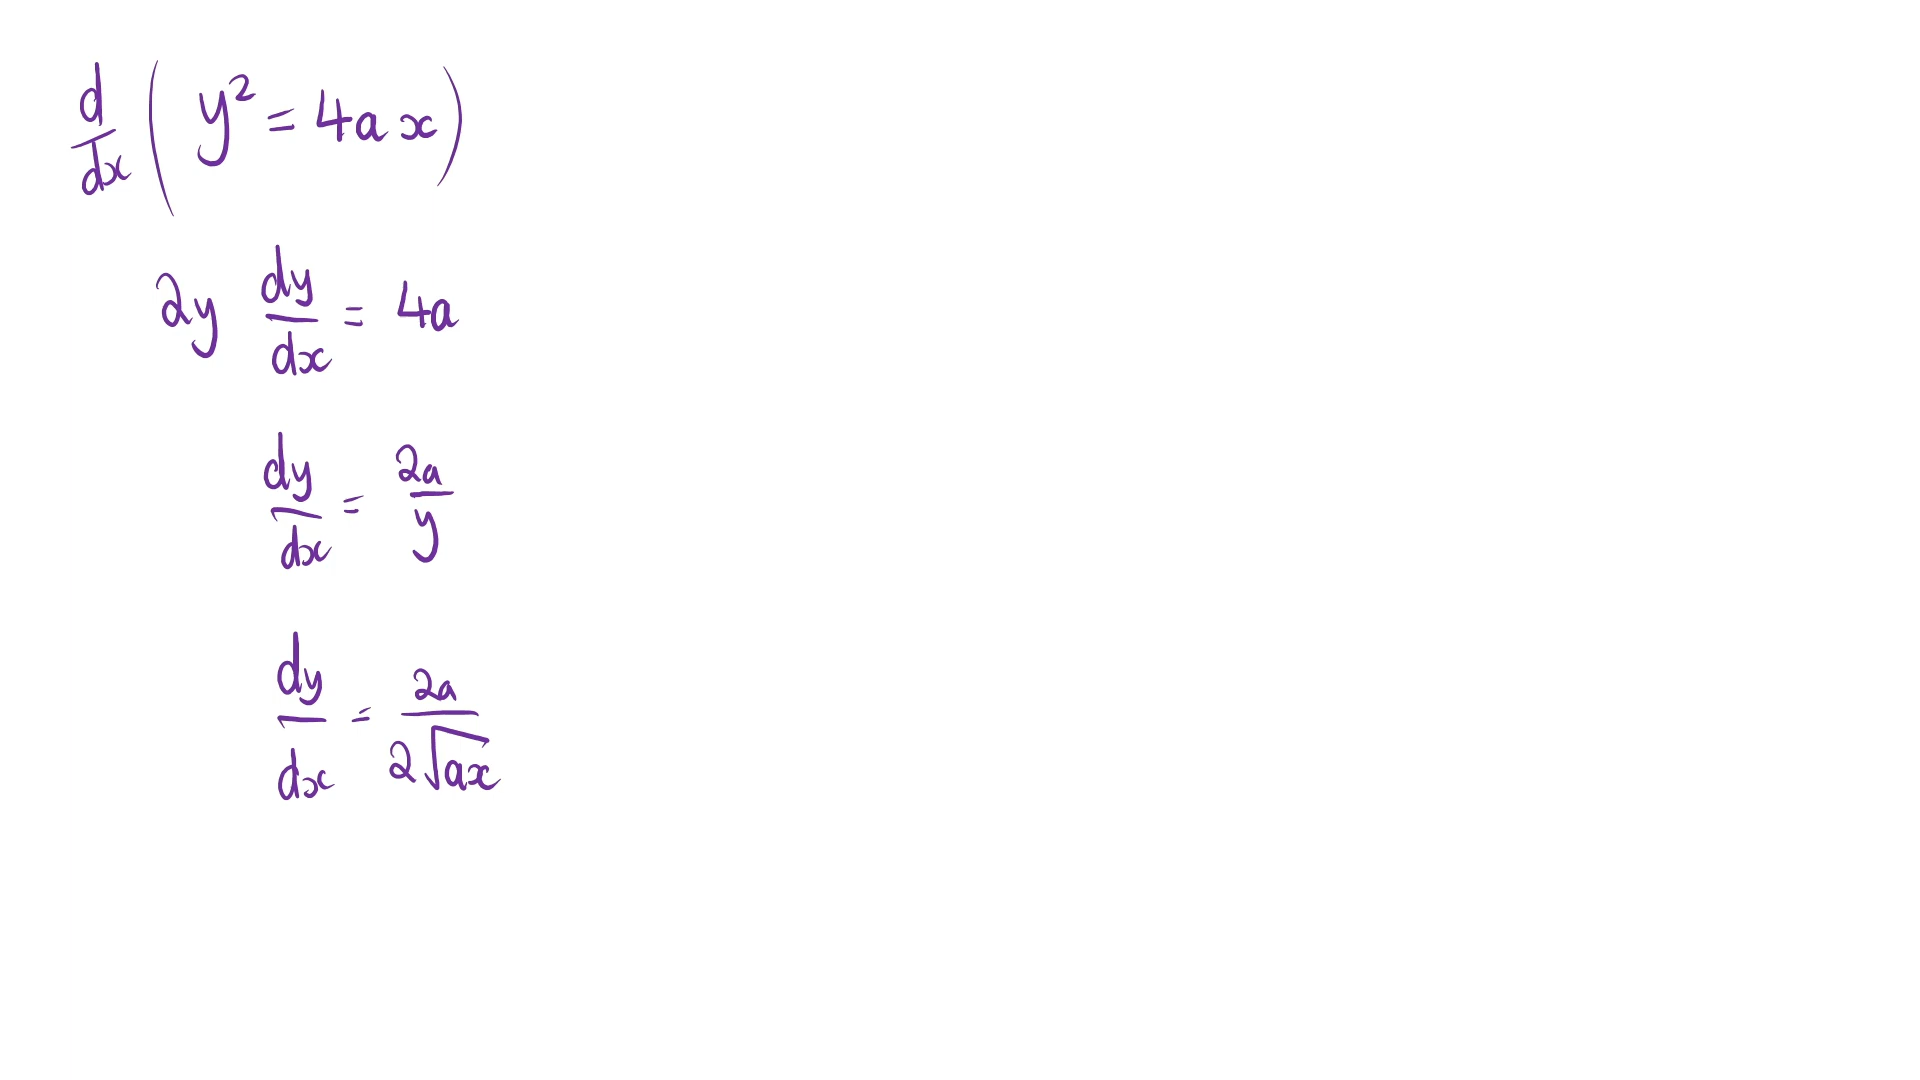 d/dx ( y² = 4ax )
2y dy/dx = 4a
dy/dx = 2a/y
dy/dx = 2a/2√ax